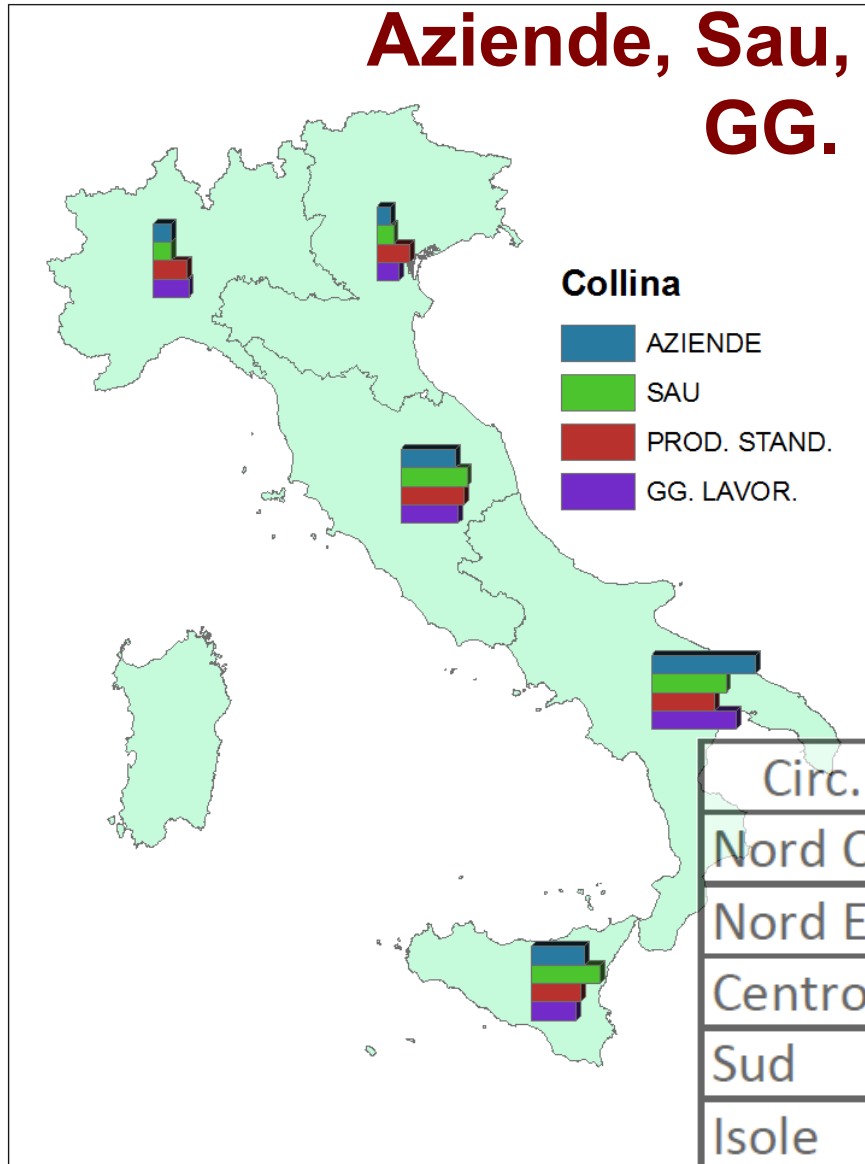 Aziende, Sau,
GG.
Collina
AZIENDE
SAU
PROD. STAND.
GG. LAVOR.
Circ.
Nord
Nord
Centro
Sud
Isole